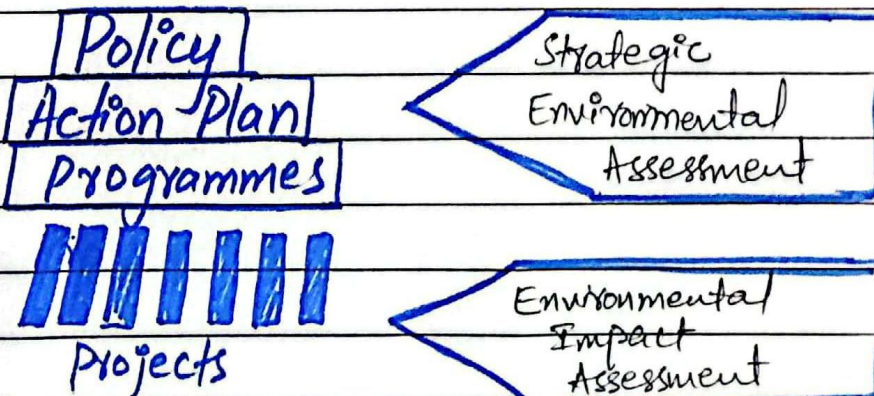 Policy
Action Plan
Programmes
Projects
Strategic
Environmental
Assessment
Environmental
Impact
Assessment